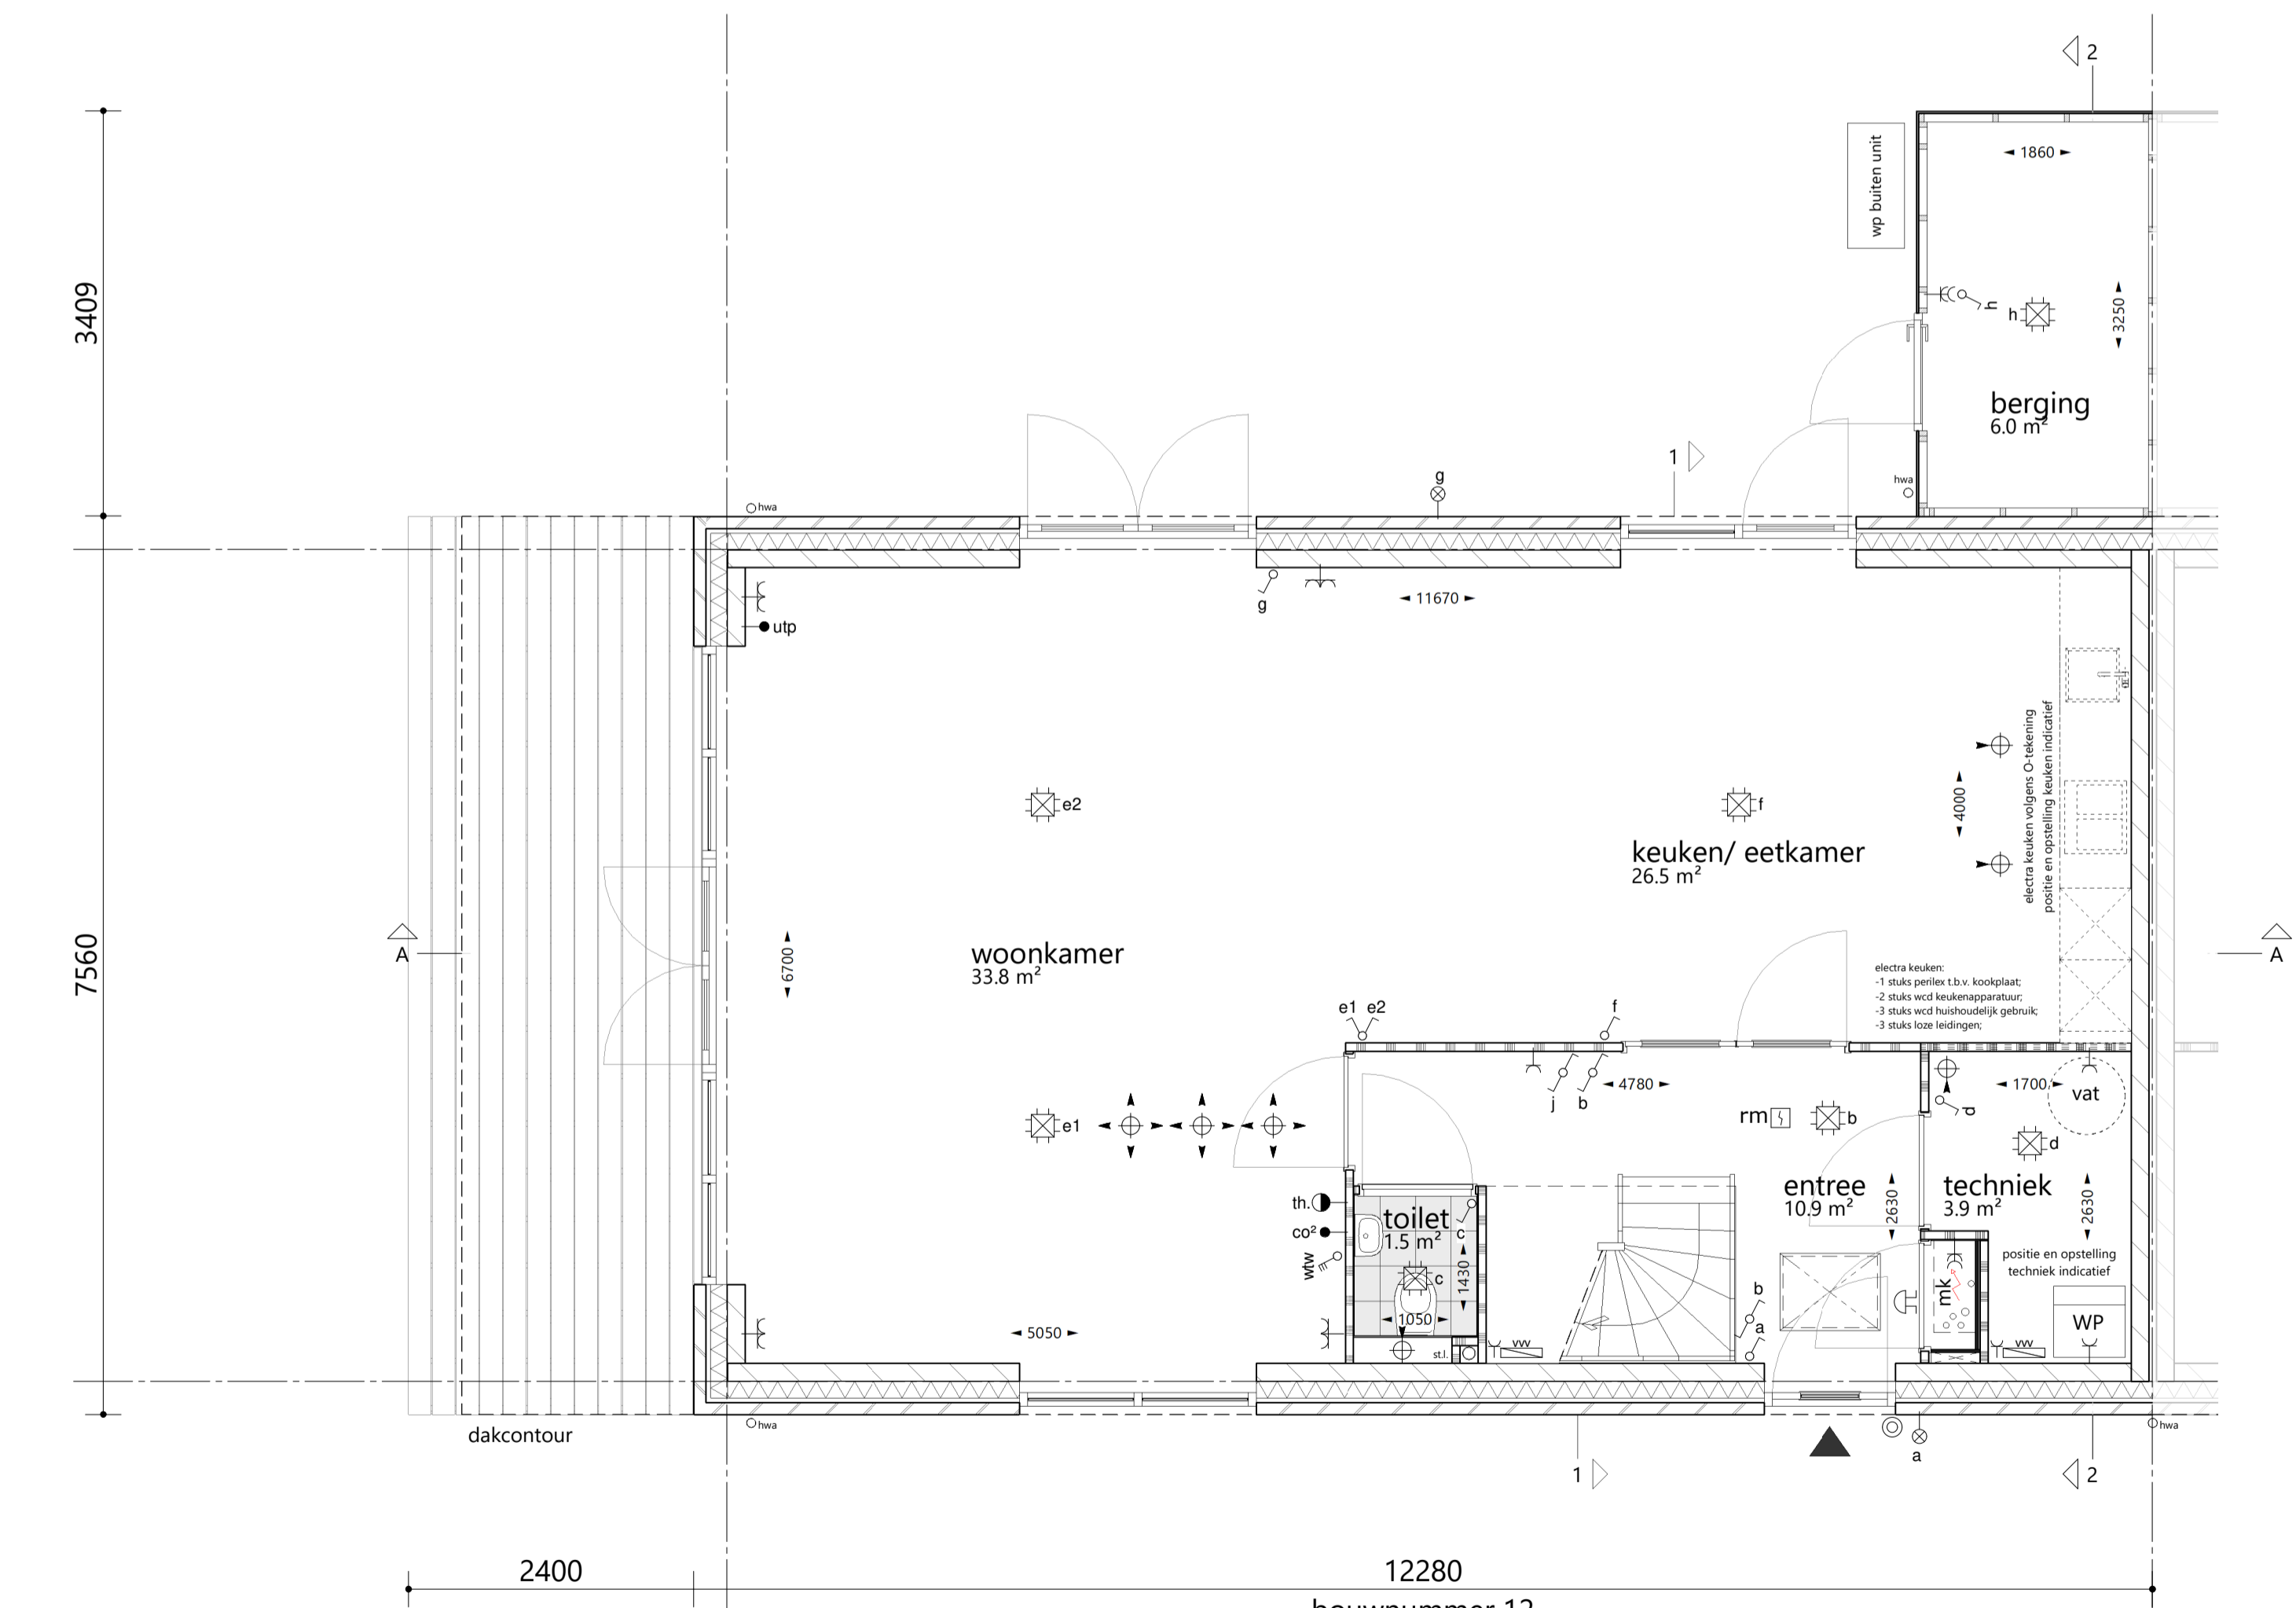 2
wp buiten unit
1860
3409
h
h
3250
berging
6.0 m²
1
g
hwa
hwa
g
11670
utp
e2
f
4000
electra keuken volgens O-tekening
positie en opstelling keuken indicatief
keuken/ eetkamer
26.5 m²
7560
A
6700
woonkamer
33.8 m²
A
electra keuken:
-1 stuks perilex t.b.v. kookplaat;
-2 stuks wcd keukenapparatuur;
-3 stuks wcd huishoudelijk gebruik;
-3 stuks loze leidingen;
e1 e2
f
j
b
4780
1700
vat
d
rm
b
e1
d
entree
10.9 m²
2630
techniek
3.9 m²
2630
th.
toilet
1.5 m²
c
co²
wtw
c
1430
positie en opstelling
techniek indicatief
mk
b
a
1050
5050
st.l.
vvv
vvv
WP
hwa
dakcontour
hwa
a
1
2
2400
12280
bouwnummer 12